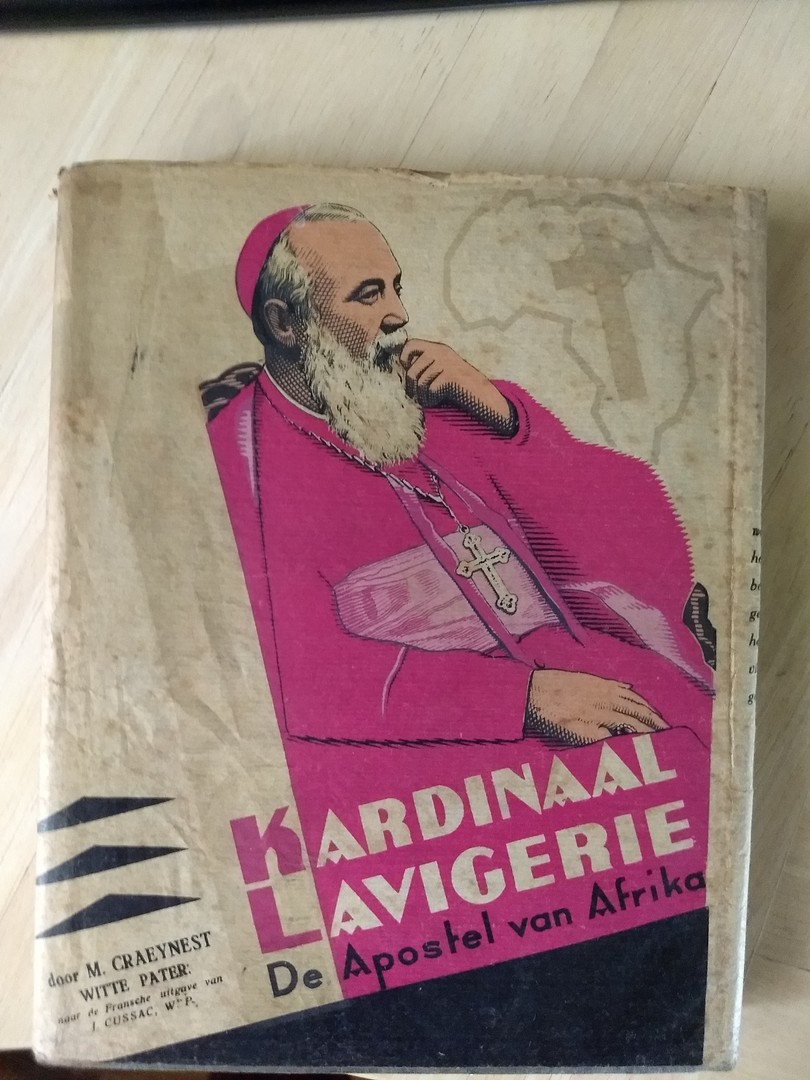 KARDINAAL
LAVIGERIE
De Apostel van Afrika
door M. CRAEYNEST
WITTE PATER.
naar de Fransche uitgave van
J. CUSSAC, W.